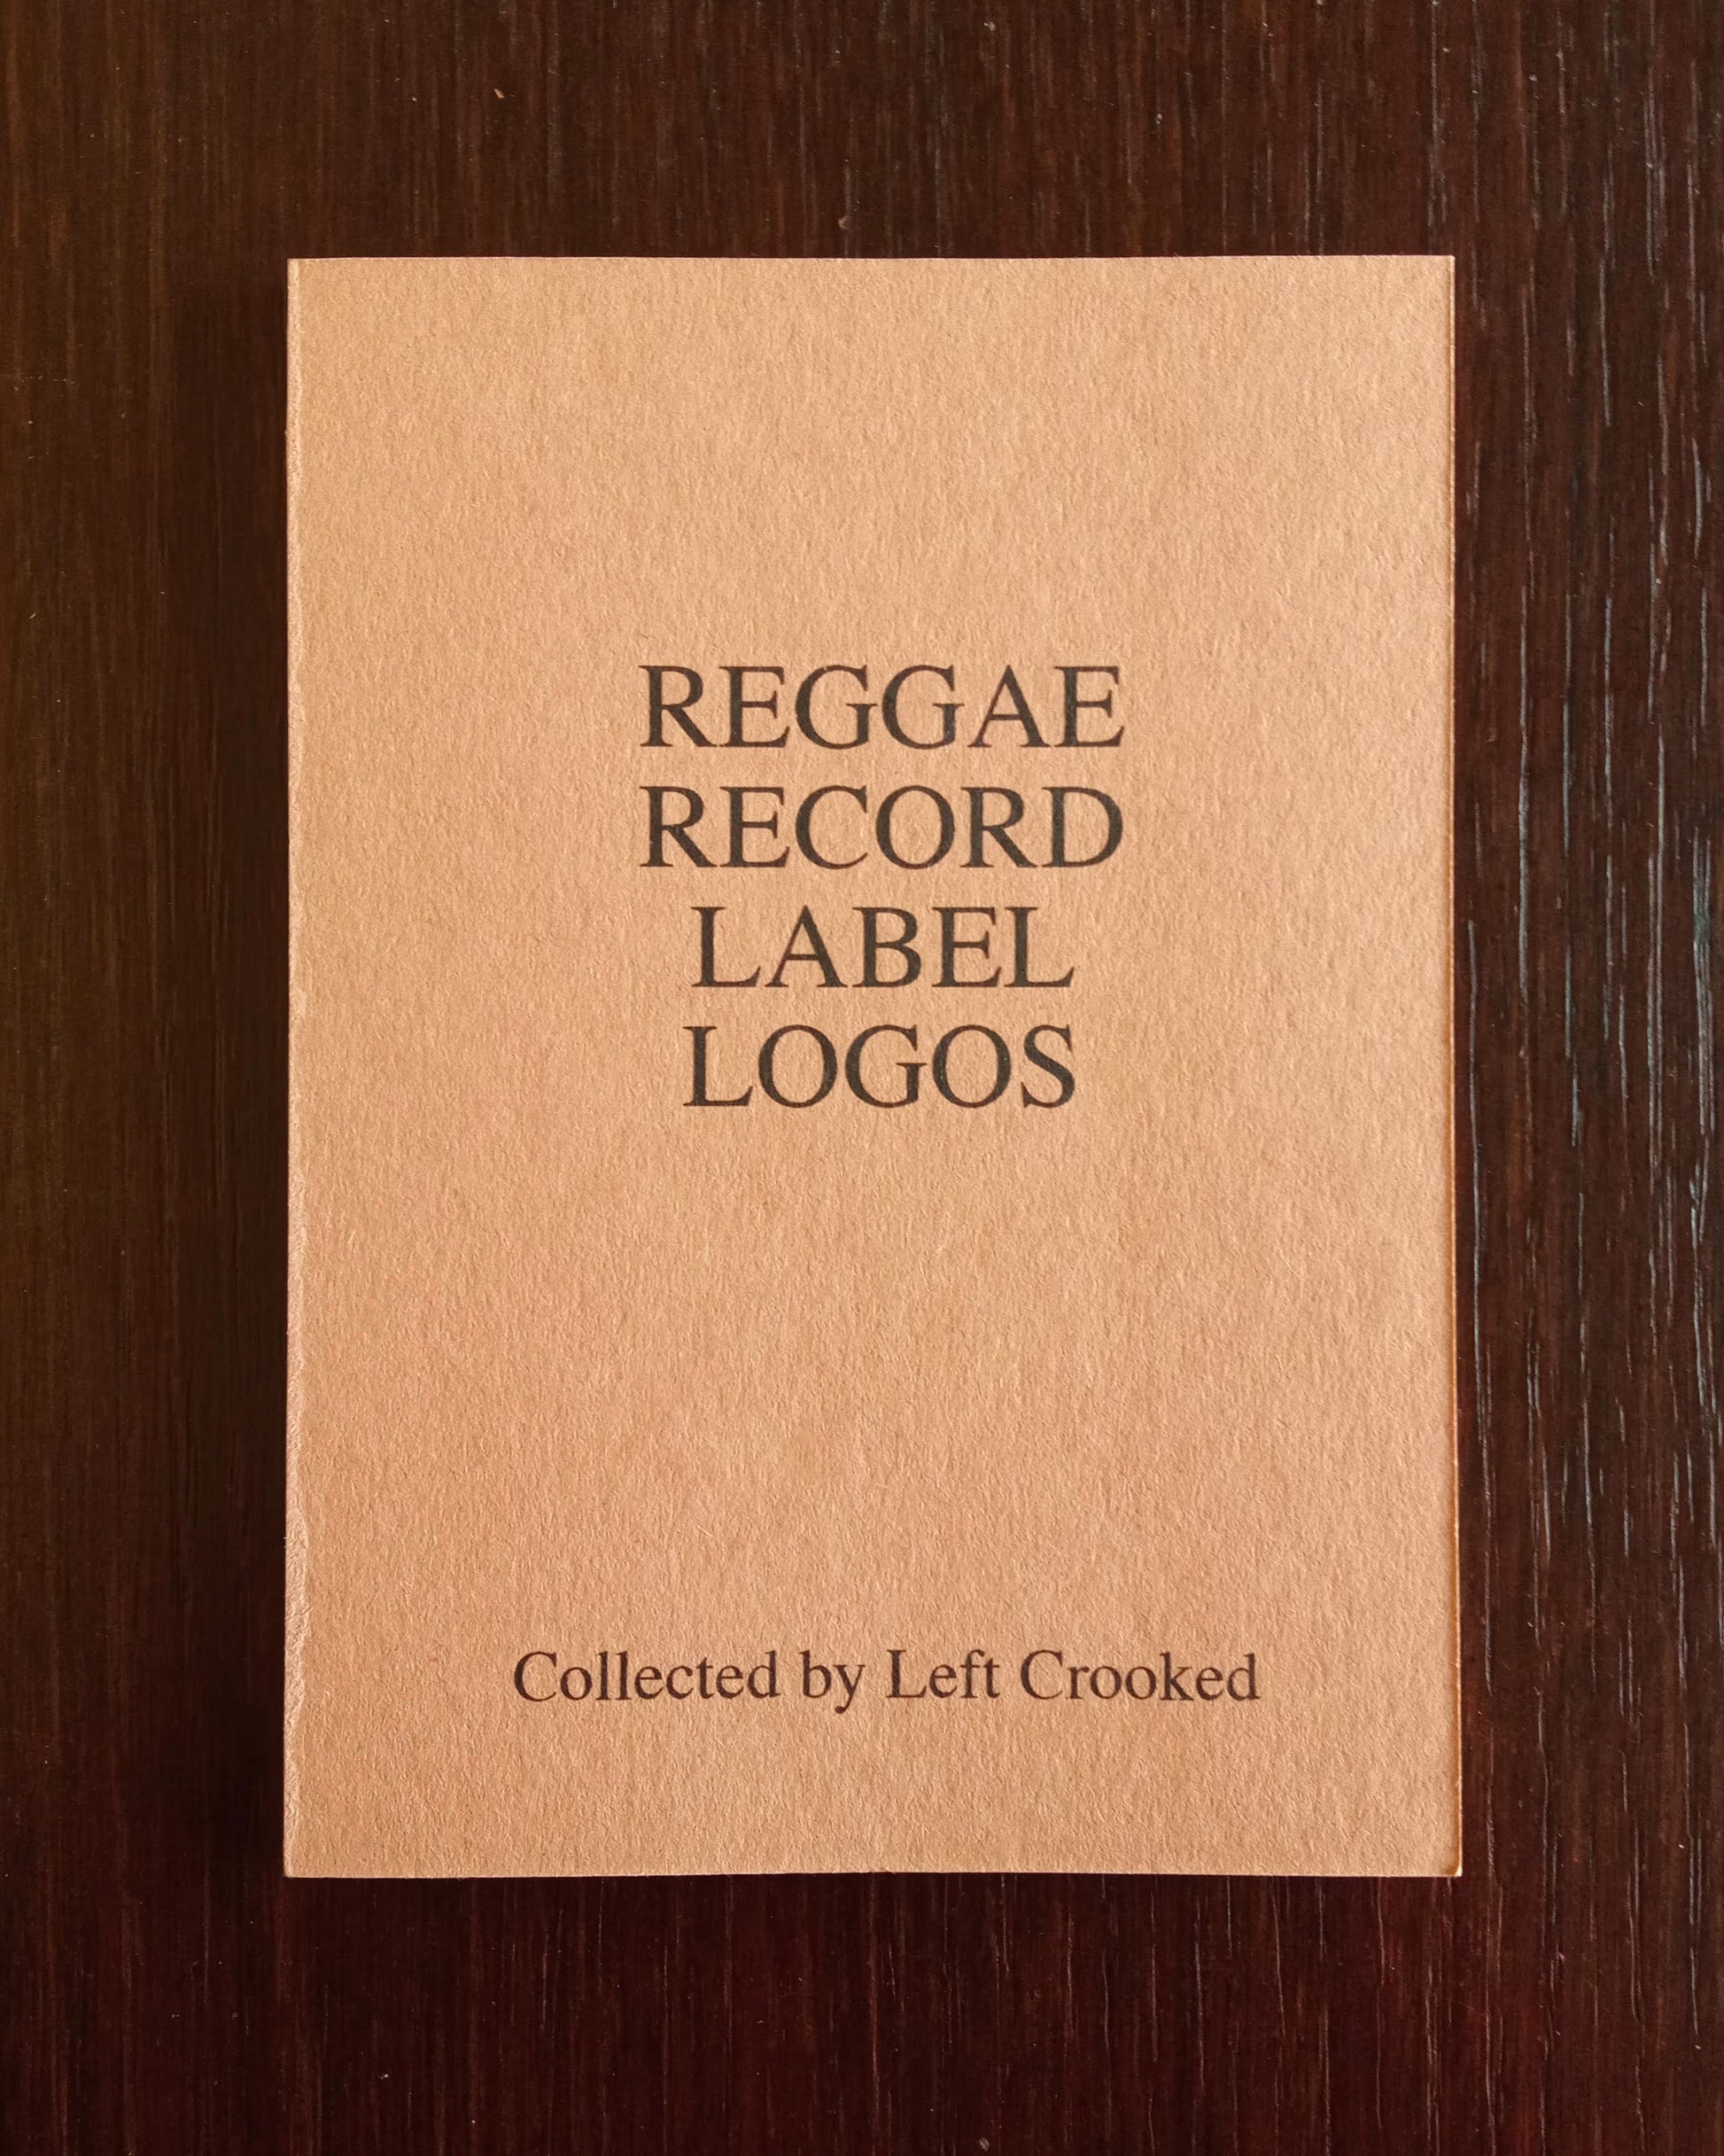 REGGAE
RECORD
LABEL
LOGOS
Collected by Left Crooked